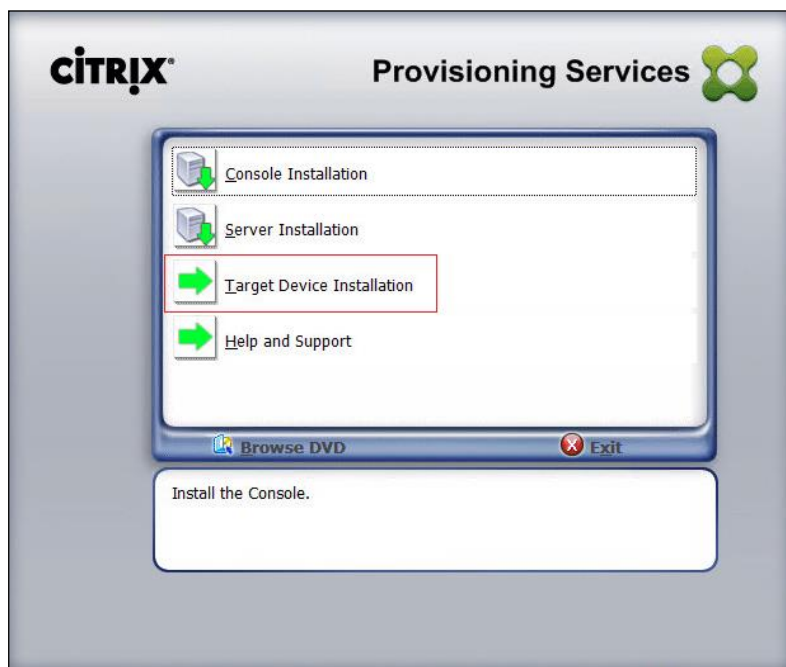 CITRIX®
Provisioning Services
Console Installation
Server Installation
Target Device Installation
Help and Support
Browse DVD
Exit
Install the Console.